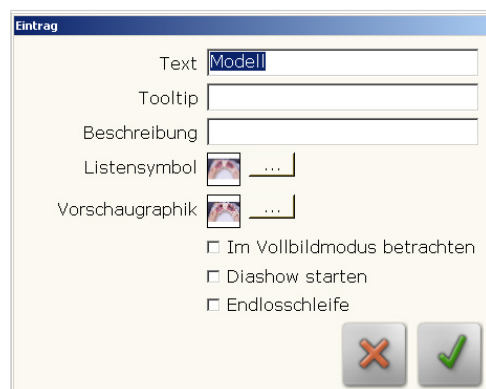 Eintrag
Text Modell
Tooltip
Beschreibung
Listensymbol ...
Vorschaugraphik ...
Im Vollbildmodus betrachten
Diashow starten
Endlosschleife